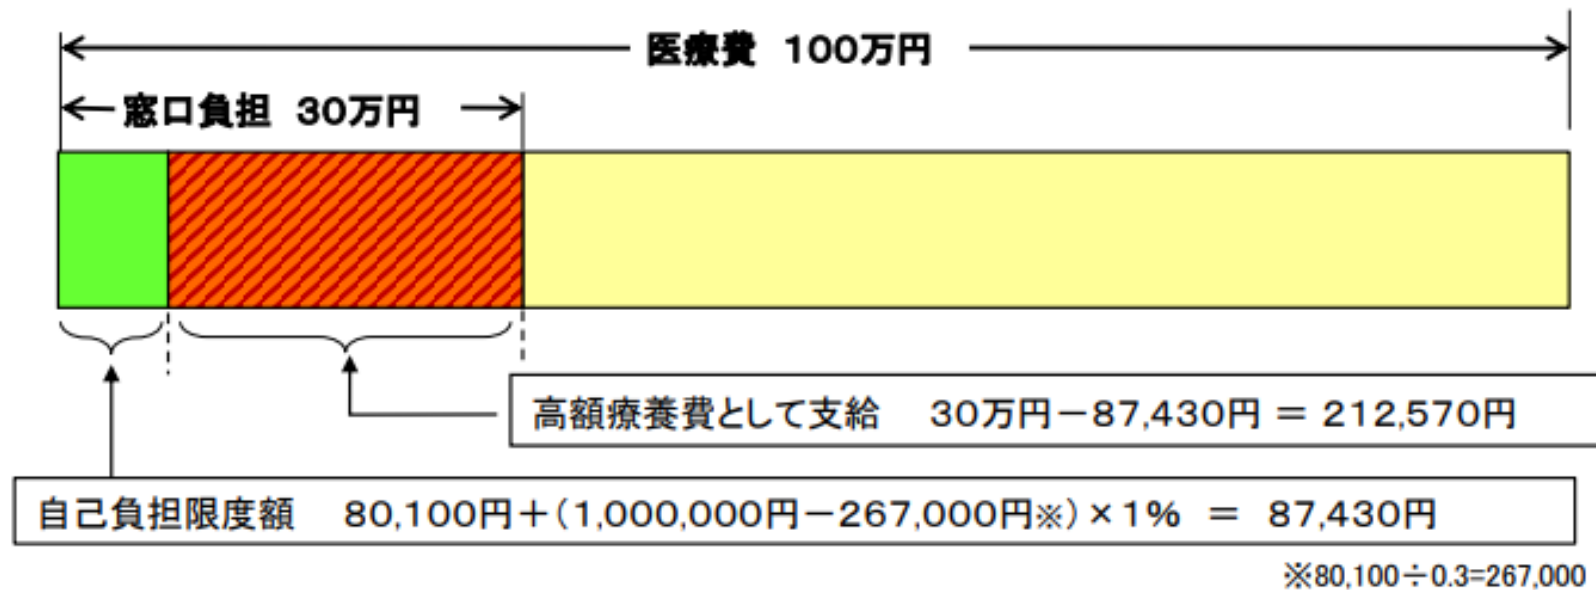 医療費 100万円
窓口負担 30万円
高額療養費として支給 30万円－87,430円 ＝ 212,570円
自己負担限度額 80,100円＋（1,000,000円－267,000円※）×1% ＝ 87,430円
※80,100÷0.3=267,000